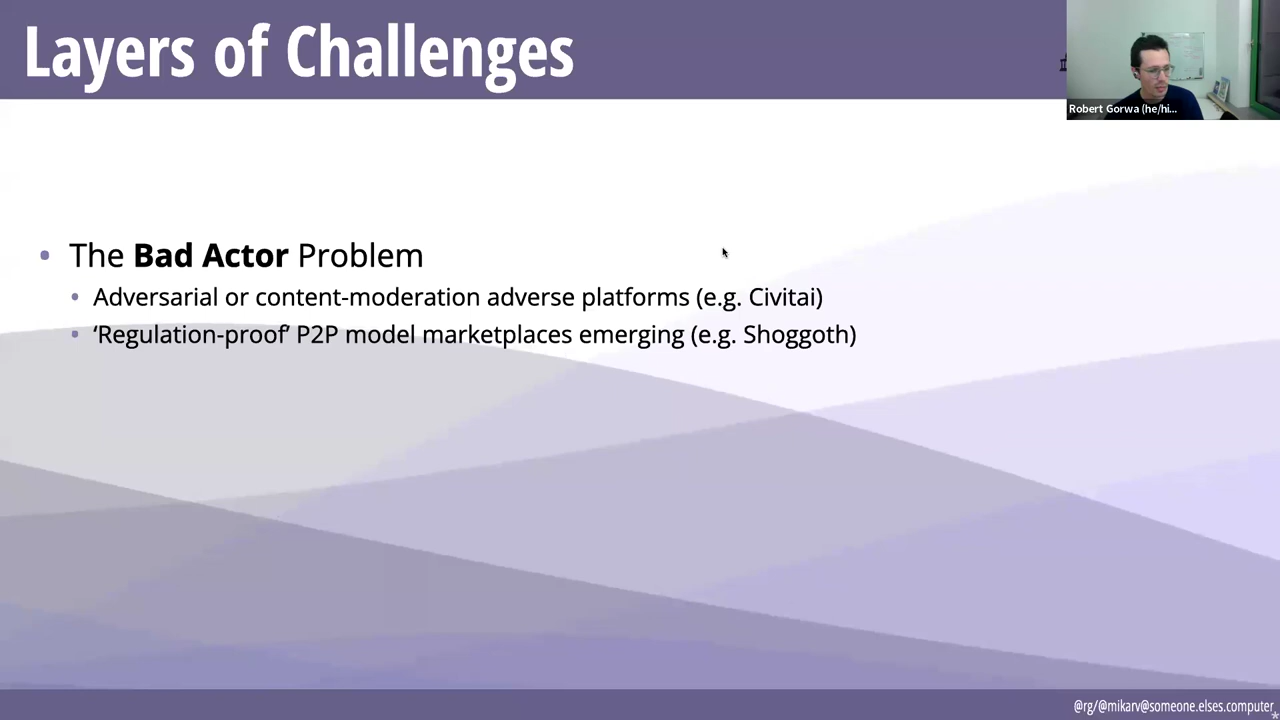 Layers of Challenges
Robert Gorwa (he/hi...
• The Bad Actor Problem
• Adversarial or content-moderation adverse platforms (e.g. Civitai)
• ‘Regulation-proof’ P2P model marketplaces emerging (e.g. Shoggoth)
@rg/@mikarv@someone.elses.computer